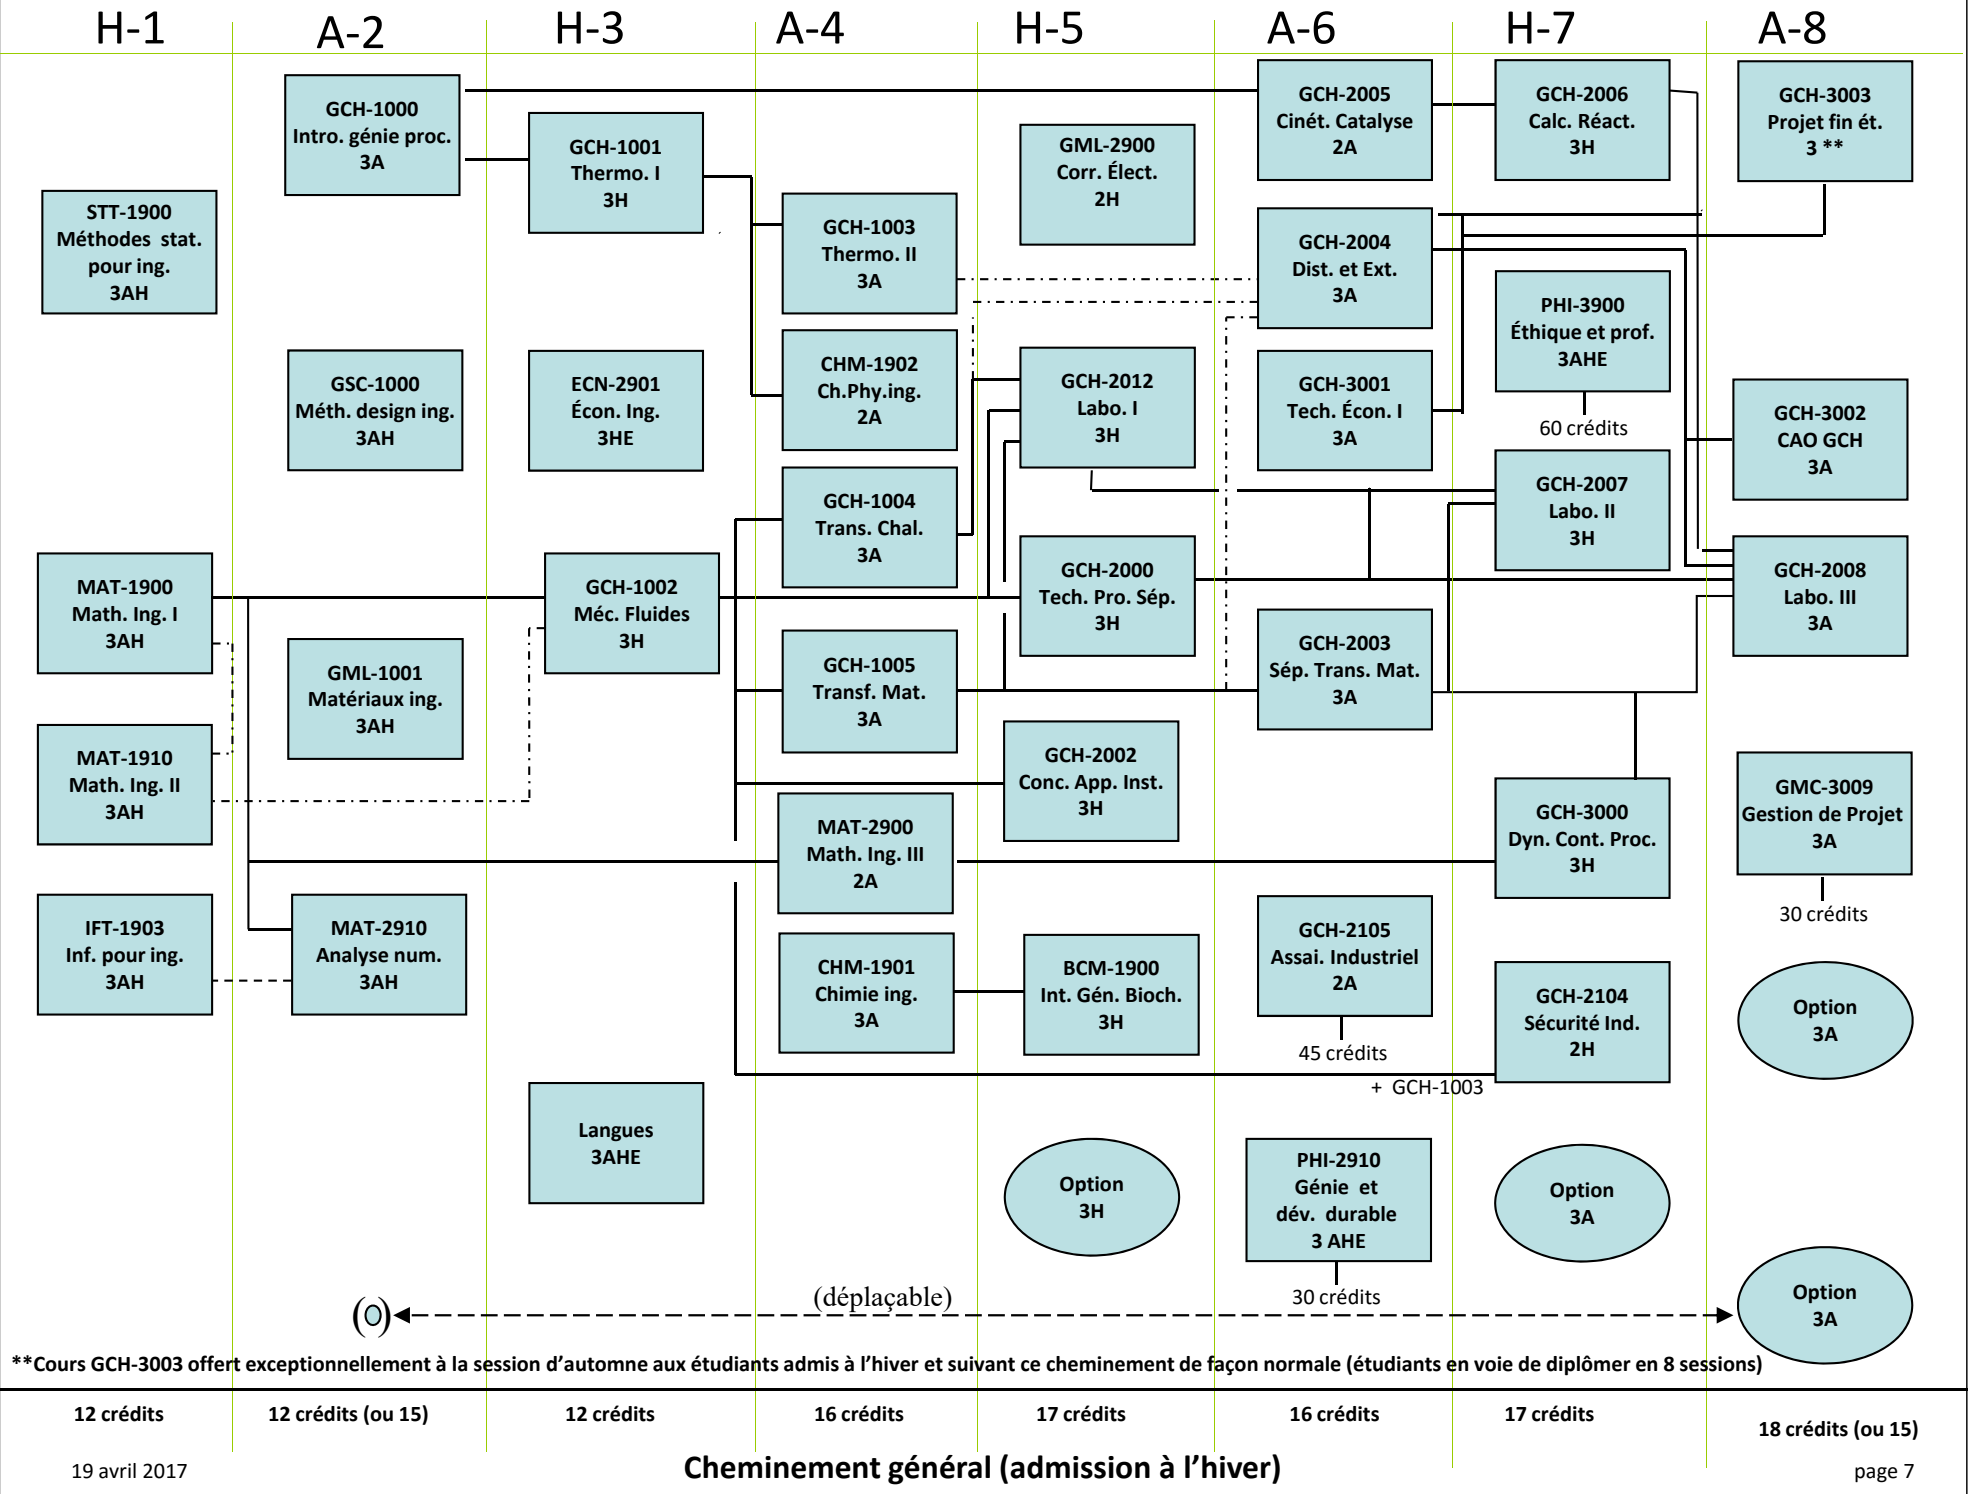 H-1
A-2
H-3
A-4
H-5
A-6
H-7
A-8
STT-1900
Méthodes stat.
pour ing.
3AH
MAT-1900
Math. Ing. I
3AH
MAT-1910
Math. Ing. II
3AH
IFT-1903
Inf. pour ing.
3AH
GCH-1000
Intro. génie proc.
3A
GSC-1000
Méth. design ing.
3AH
GML-1001
Matériaux ing.
3AH
MAT-2910
Analyse num.
3AH
GCH-1001
Thermo. I
3H
ECN-2901
Écon. Ing.
3HE
GCH-1002
Méc. Fluides
3H
Langues
3AHE
GCH-1003
Thermo. II
3A
CHM-1902
Ch.Phy.ing.
2A
GCH-1004
Trans. Chal.
3A
GCH-1005
Transf. Mat.
3A
MAT-2900
Math. Ing. III
2A
CHM-1901
Chimie ing.
3A
GML-2900
Corr. Élect.
2H
GCH-2012
Labo. I
3H
GCH-2000
Tech. Pro. Sép.
3H
GCH-2002
Conc. App. Inst.
3H
BCM-1900
Int. Gén. Bioch.
3H
Option
3H
GCH-2005
Cinét. Catalyse
2A
GCH-2004
Dist. et Ext.
3A
GCH-3001
Tech. Écon. I
3A
GCH-2003
Sép. Trans. Mat.
3A
GCH-2105
Assai. Industriel
2A
45 crédits
+ GCH-1003
PHI-2910
Génie et
dév. durable
3 AHE
30 crédits
GCH-2006
Calc. Réact.
3H
PHI-3900
Éthique et prof.
3AHE
60 crédits
GCH-2007
Labo. II
3H
GCH-3000
Dyn. Cont. Proc.
3H
GCH-2104
Sécurité Ind.
2H
Option
3A
GCH-3003
Projet fin ét.
3 **
GCH-3002
CAO GCH
3A
GCH-2008
Labo. III
3A
GMC-3009
Gestion de Projet
3A
30 crédits
Option
3A
Option
3A
(déplaçable)
**Cours GCH-3003 offert exceptionnellement à la session d’automne aux étudiants admis à l’hiver et suivant ce cheminement de façon normale (étudiants en voie de diplômer en 8 sessions)
12 crédits
12 crédits (ou 15)
12 crédits
16 crédits
17 crédits
16 crédits
17 crédits
18 crédits (ou 15)
19 avril 2017
Cheminement général (admission à l’hiver)
page 7